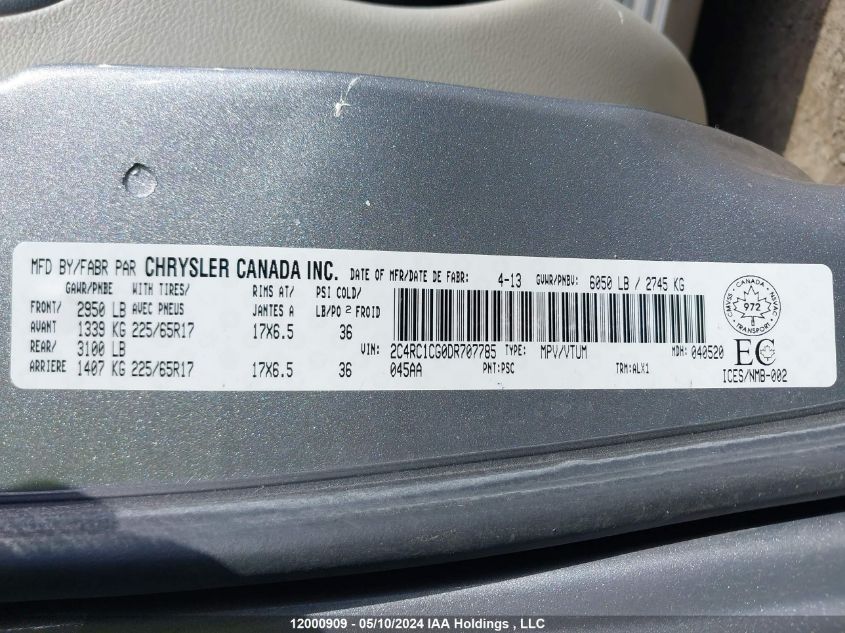 MFD BY/FABR PAR CHRYSLER CANADA INC. DATE OF MFR/DATE DE FABR: 4-13 GVWR/PNBV: 6050 LB / 2745 KG
GAWR/PNBE WITH TIRES/ RIMS AT/ PSI COLD/
FRONT/ 2950 LB AVEC PNEUS JANTES A LB/PO 2 FROID
AVANT 1339 KG 225/65R17 17X6.5 36
REAR/ 3100 LB VIN: 2C4RC1CG0DR707785 TYPE: MPV/VTUM MDH: 040520
ARRIERE 1407 KG 225/65R17 17X6.5 36 045AA PNT:PSC TRM:ALX1
CANADA
972
TRANSPORT
EC
ICES/NMB-002
12000909 - 05/10/2024 IAA Holdings , LLC